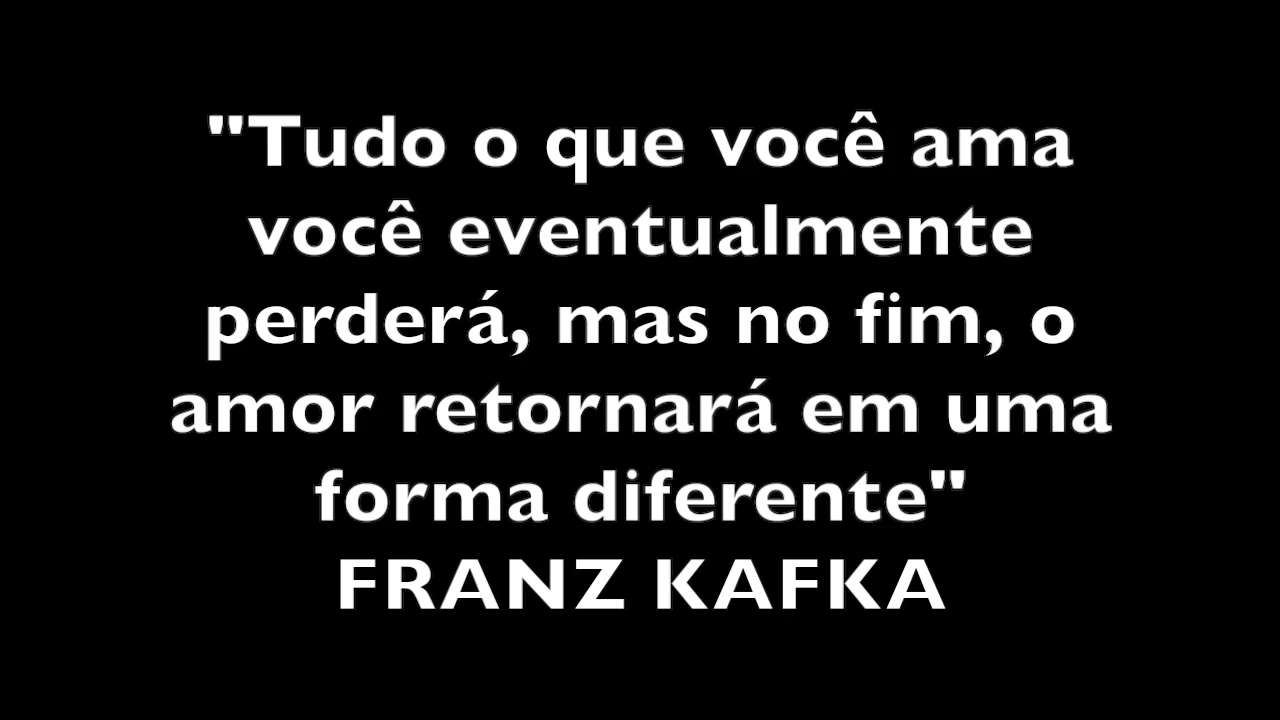 "Tudo o que você ama
você eventualmente
perderá, mas no fim, o
amor retornará em uma
forma diferente"
FRANZ KAFKA